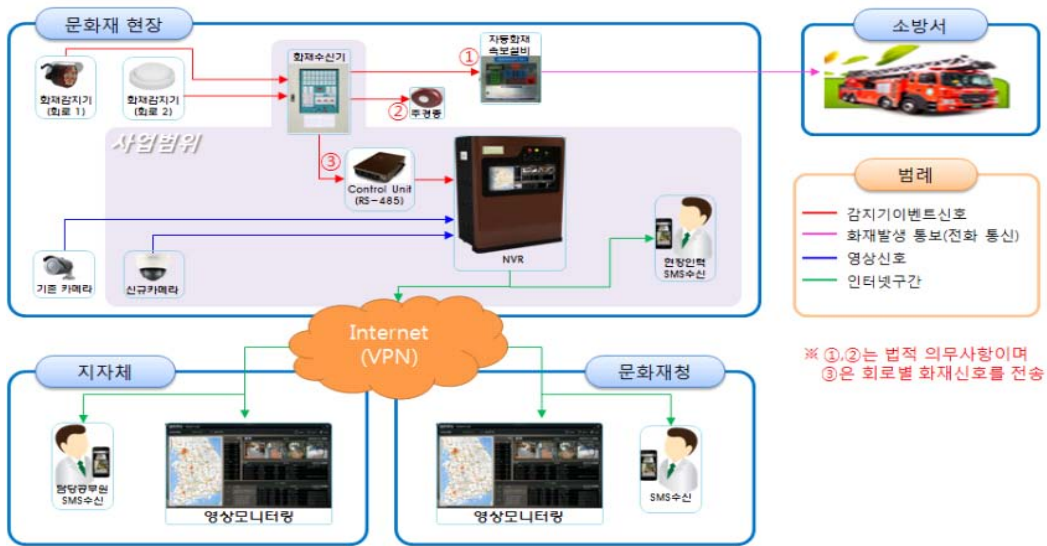 문화재 현장
화재감지기
(회로 1)
화재감지기
(회로 2)
화재수신기
①
자동화재
속보설비
②
주경종
사업범위
③
Control Unit
(RS-485)
NVR
현장인력
SMS수신
기존 카메라
신규카메라
소방서
범례
감지기이벤트신호
화재발생 통보(전화 통신)
영상신호
인터넷구간
※ ①,②는 법적 의무사항이며
③은 회로별 화재신호를 전송
Internet
(VPN)
지자체
담당공무원
SMS수신
영상모니터링
문화재청
영상모니터링
SMS수신